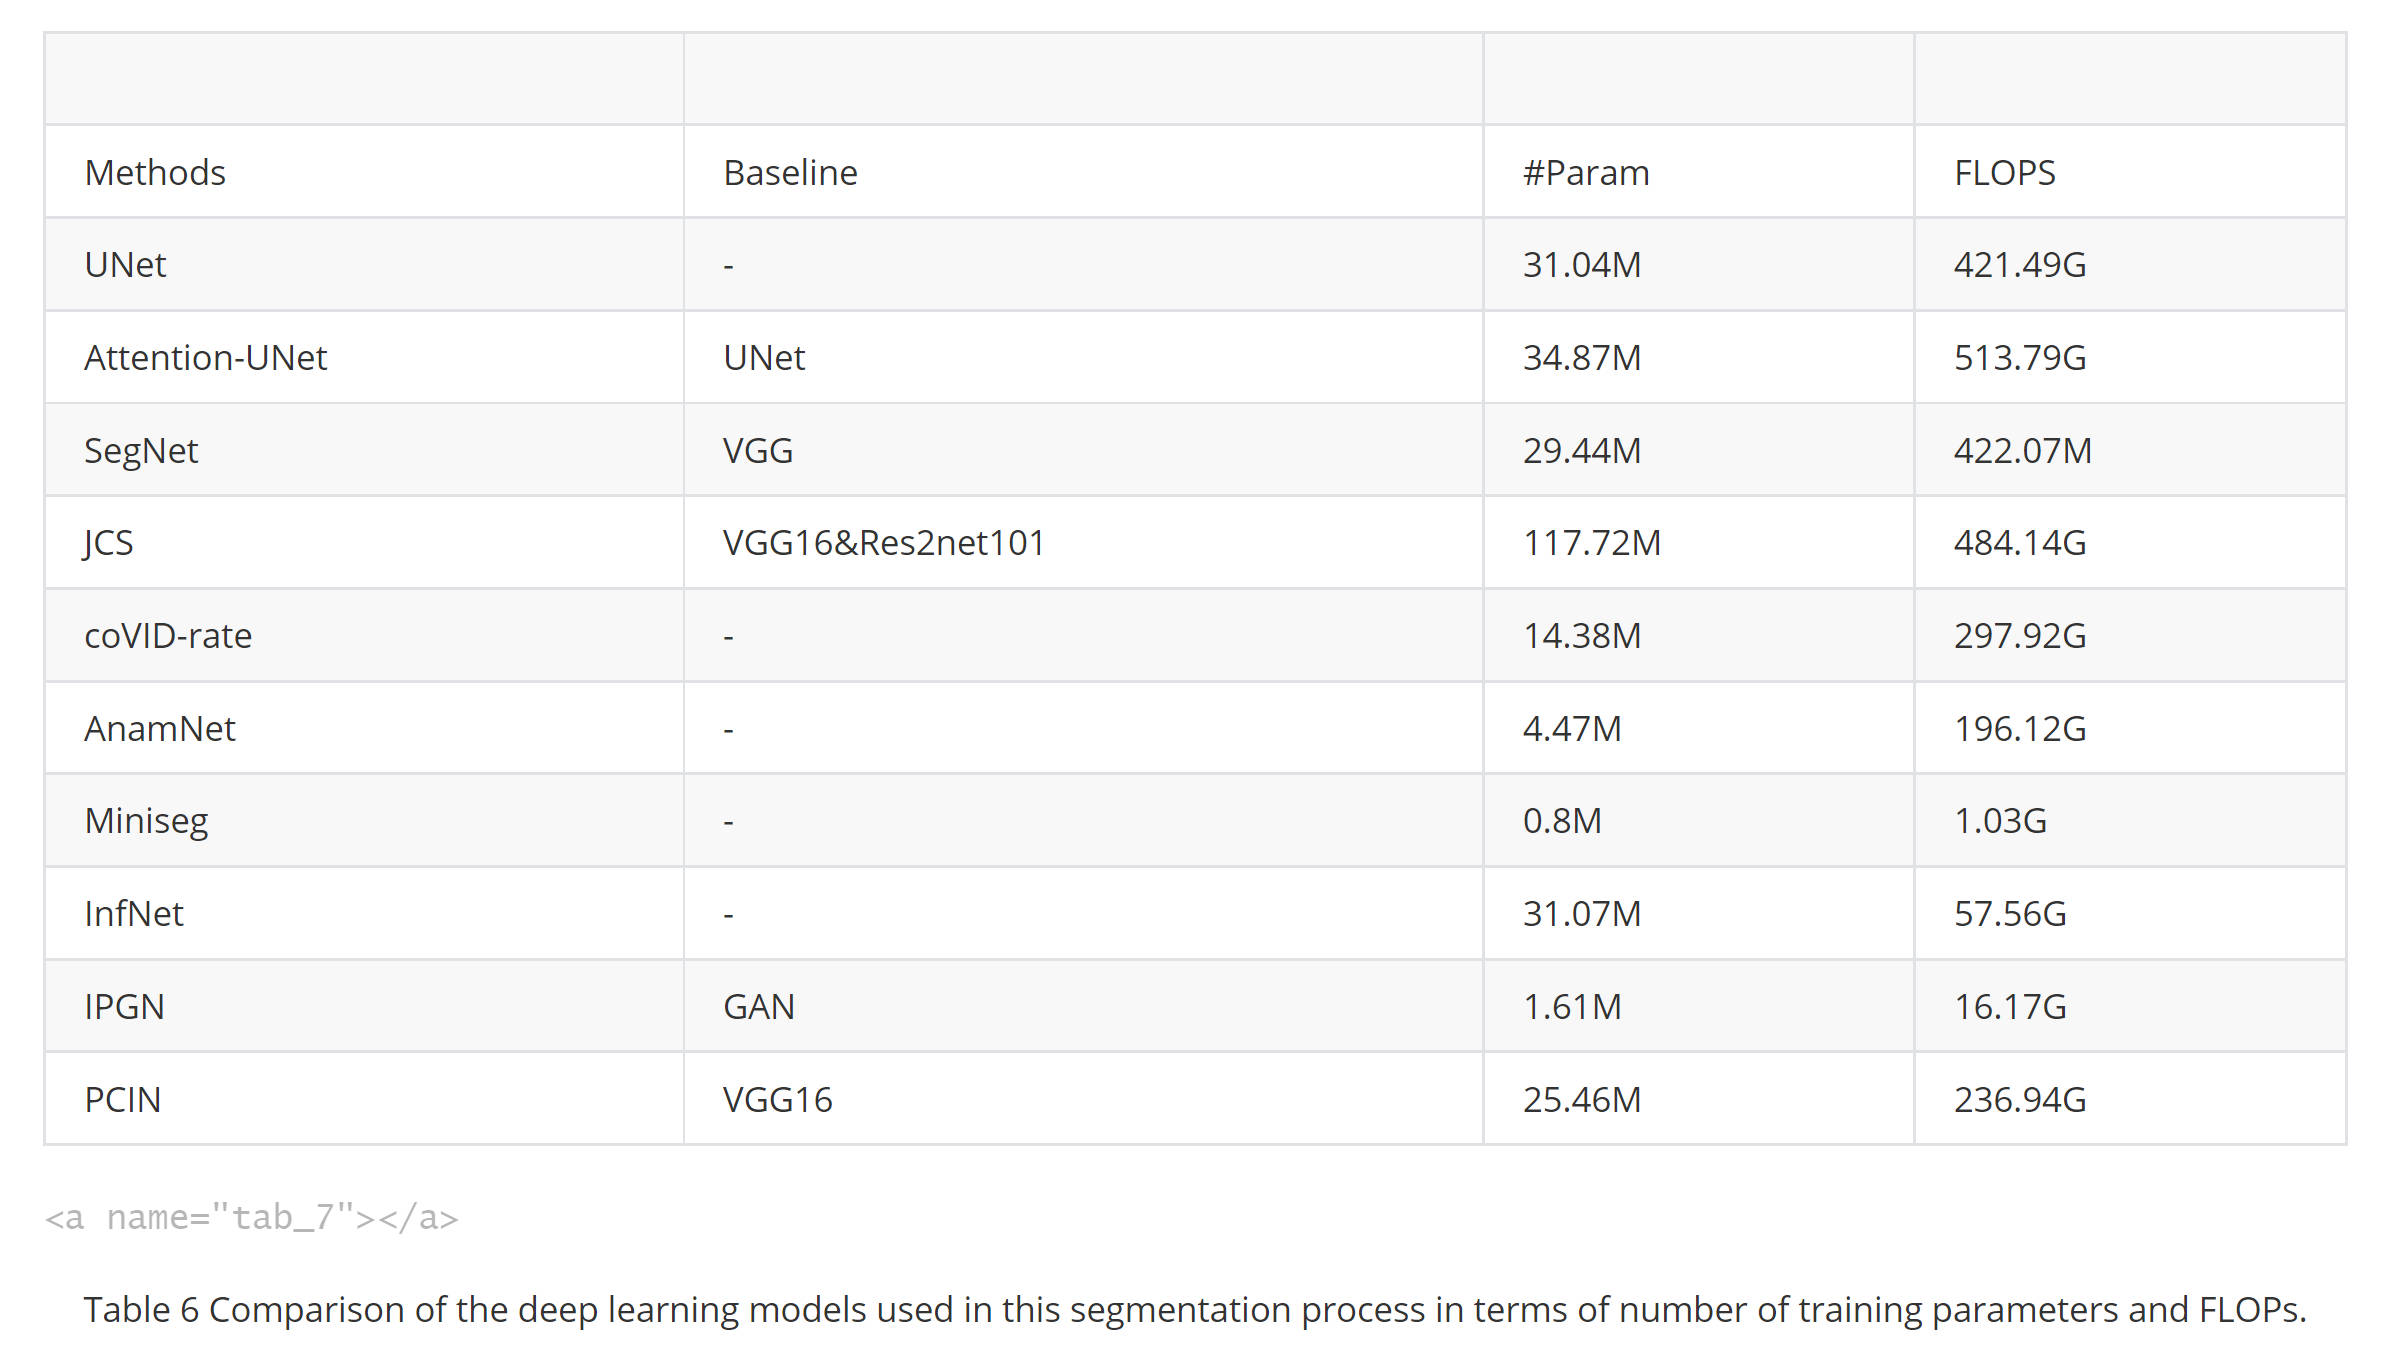 Methods Baseline #Param FLOPS
UNet - 31.04M 421.49G
Attention-UNet UNet 34.87M 513.79G
SegNet VGG 29.44M 422.07M
JCS VGG16&Res2net101 117.72M 484.14G
coVID-rate - 14.38M 297.92G
AnamNet - 4.47M 196.12G
Miniseg - 0.8M 1.03G
InfNet - 31.07M 57.56G
IPGN GAN 1.61M 16.17G
PCIN VGG16 25.46M 236.94G
<a name="tab_7"></a>
Table 6 Comparison of the deep learning models used in this segmentation process in terms of number of training parameters and FLOPs.